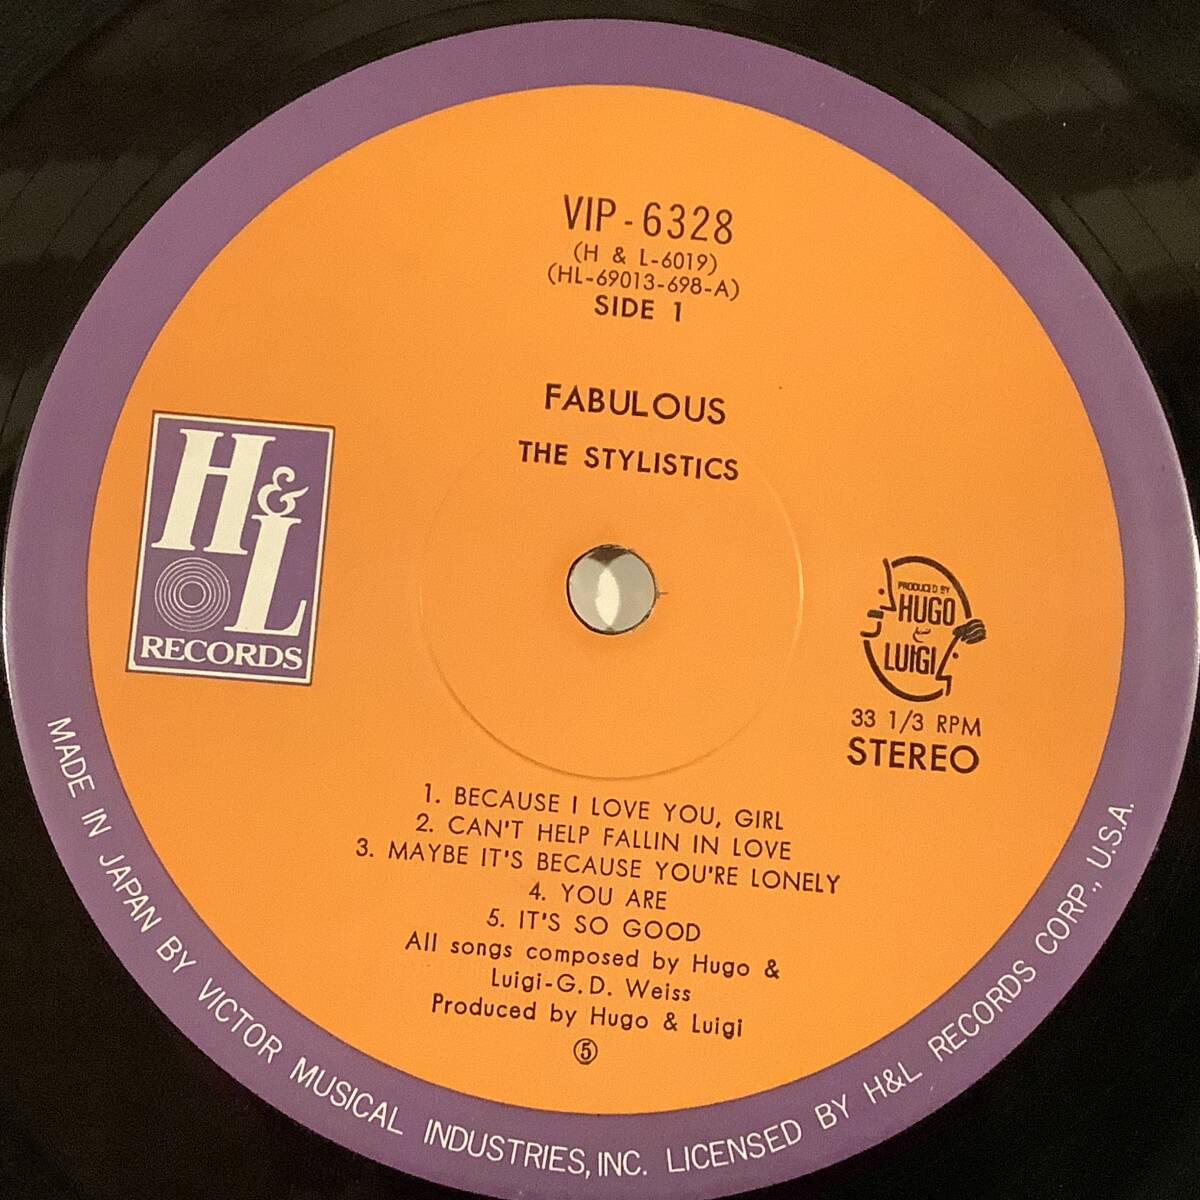 VIP-6328
(H & L-6019)
(HL-69013-698-A)
SIDE 1
FABULOUS
THE STYLISTICS
H&L
RECORDS
PRODUCED BY
HUGO
&
LUIGI
33 1/3 RPM
STEREO
1. BECAUSE I LOVE YOU, GIRL
2. CAN'T HELP FALLIN IN LOVE
3. MAYBE IT'S BECAUSE YOU'RE LONELY
4. YOU ARE
5. IT'S SO GOOD
All songs composed by Hugo &
Luigi-G.D. Weiss
Produced by Hugo & Luigi
⑤
MADE IN JAPAN BY VICTOR MUSICAL INDUSTRIES, INC. LICENSED BY H&L RECORDS CORP., U.S.A.